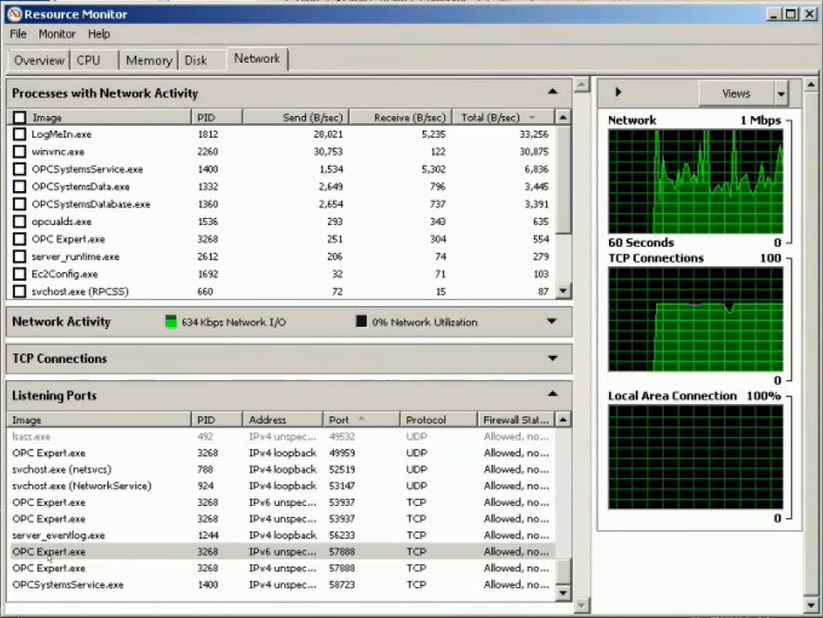 Resource Monitor
File Monitor Help
Overview CPU Memory Disk Network
Processes with Network Activity
Image PID Send (B/sec) Receive (B/sec) Total (B/sec)
LogMeIn.exe 1812 28,021 5,235 33,256
winvnc.exe 2260 30,753 122 30,875
OPCSystemsService.exe 1400 1,534 5,302 6,836
OPCSystemsData.exe 1332 2,649 796 3,445
OPCSystemsDatabase.exe 1360 2,654 737 3,391
opcualds.exe 1536 293 343 635
OPC Expert.exe 3268 251 304 554
server_runtime.exe 2612 206 74 279
Ec2Config.exe 1692 32 71 103
svchost.exe (RPCSS) 660 72 15 87
Network Activity 634 Kbps Network I/O 0% Network Utilization
TCP Connections
Listening Ports
Image PID Address Port Protocol Firewall Stat...
lsass.exe 492 IPv4 unspec... 49532 UDP Allowed, no...
OPC Expert.exe 3268 IPv4 loopback 49959 UDP Allowed, no...
svchost.exe (netsvcs) 788 IPv4 loopback 52519 UDP Allowed, no...
svchost.exe (NetworkService) 924 IPv4 loopback 53147 UDP Allowed, no...
OPC Expert.exe 3268 IPv6 unspec... 53937 TCP Allowed, no...
OPC Expert.exe 3268 IPv4 unspec... 53937 TCP Allowed, no...
server_eventlog.exe 1244 IPv4 loopback 56233 TCP Allowed, no...
OPC Expert.exe 3268 IPv6 unspec... 57888 TCP Allowed, no...
OPC Expert.exe 3268 IPv4 unspec... 57888 TCP Allowed, no...
OPCSystemsService.exe 1400 IPv4 unspec... 58723 TCP Allowed, no...
Views
Network 1 Mbps
60 Seconds 0
TCP Connections 100
0
Local Area Connection 100%
0